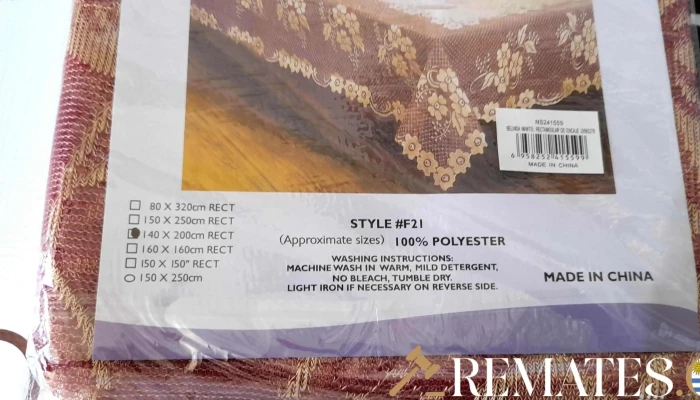 NS241559
MADE IN CHINA
80 X 320cm RECT
150 X 250cm RECT
140 X 200cm RECT
160 X 160cm RECT
150 X 150" RECT
150 X 250cm
STYLE #F21
(Approximate sizes) 100% POLYESTER
WASHING INSTRUCTIONS:
MACHINE WASH IN WARM, MILD DETERGENT,
NO BLEACH, TUMBLE DRY.
LIGHT IRON IF NECESSARY ON REVERSE SIDE.
MADE IN CHINA
REMATES.